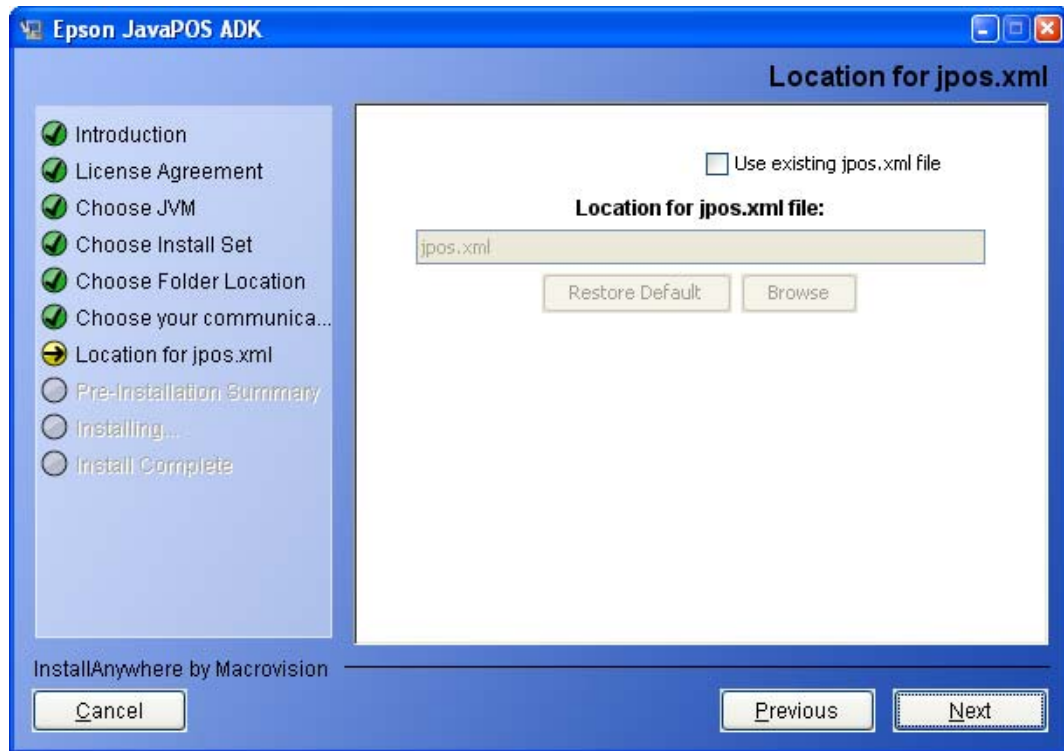 Epson JavaPOS ADK
Location for jpos.xml
Introduction
License Agreement
Choose JVM
Choose Install Set
Choose Folder Location
Choose your communica...
Location for jpos.xml
Pre-Installation Summary
Installing...
Install Complete
Use existing jpos.xml file
Location for jpos.xml file:
jpos.xml
Restore Default
Browse
InstallAnywhere by Macrovision
Cancel
Previous
Next